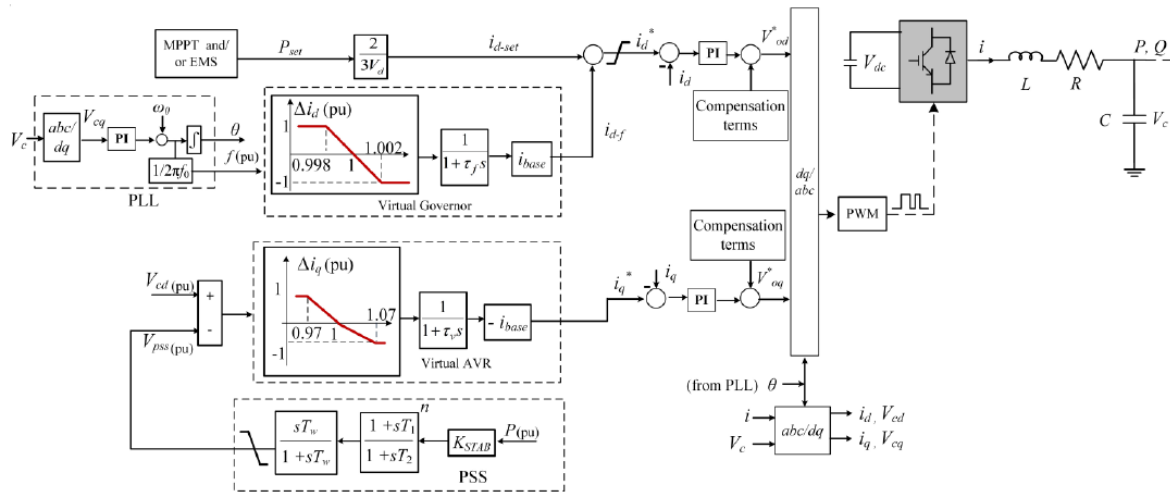 MPPT and/
or EMS
P_set
2
3V_d
i_d-set
i_d*
i_d
PI
V*_od
Compensation
terms
V_dc
i
L
R
P, Q
C
V_c
V_c
abc/
dq
V_cq
PI
ω_0
∫
θ
f(pu)
1/2πf_0
PLL
Δi_d (pu)
1
0.998
1
1.002
-1
1
1+τ_f s
i_base
i_d-f
Virtual Governor
dq/
abc
PWM
V_cd(pu)
+
-
V_pss(pu)
Δi_q (pu)
1
0.97
1
1.07
-1
1
1+τ_v s
- i_base
Virtual AVR
i_q*
i_q
PI
V*_oq
Compensation
terms
sT_w
1+sT_w
1+sT_1
1+sT_2
n
K_STAB
P(pu)
PSS
(from PLL) θ
i
V_c
abc/dq
i_d , V_cd
i_q , V_cq